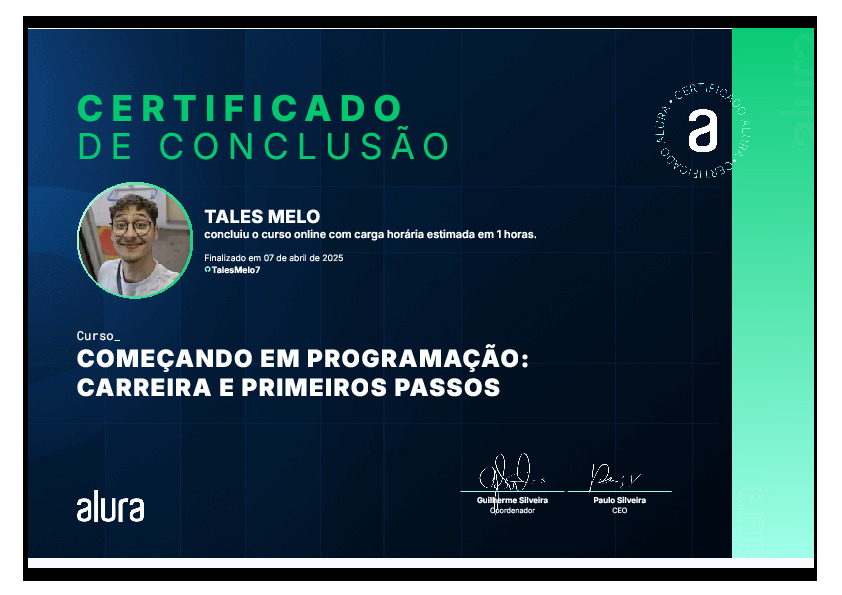 CERTIFICADO
DE CONCLUSÃO
• CERTIFICADO ALURA • CERTIFICADO ALURA
a
TALES MELO
concluiu o curso online com carga horária estimada em 1 horas.
Finalizado em 07 de abril de 2025
TalesMelo7
Curso_
COMEÇANDO EM PROGRAMAÇÃO:
CARREIRA E PRIMEIROS PASSOS
alura
Guilherme Silveira
Coordenador
Paulo Silveira
CEO
alura
alura